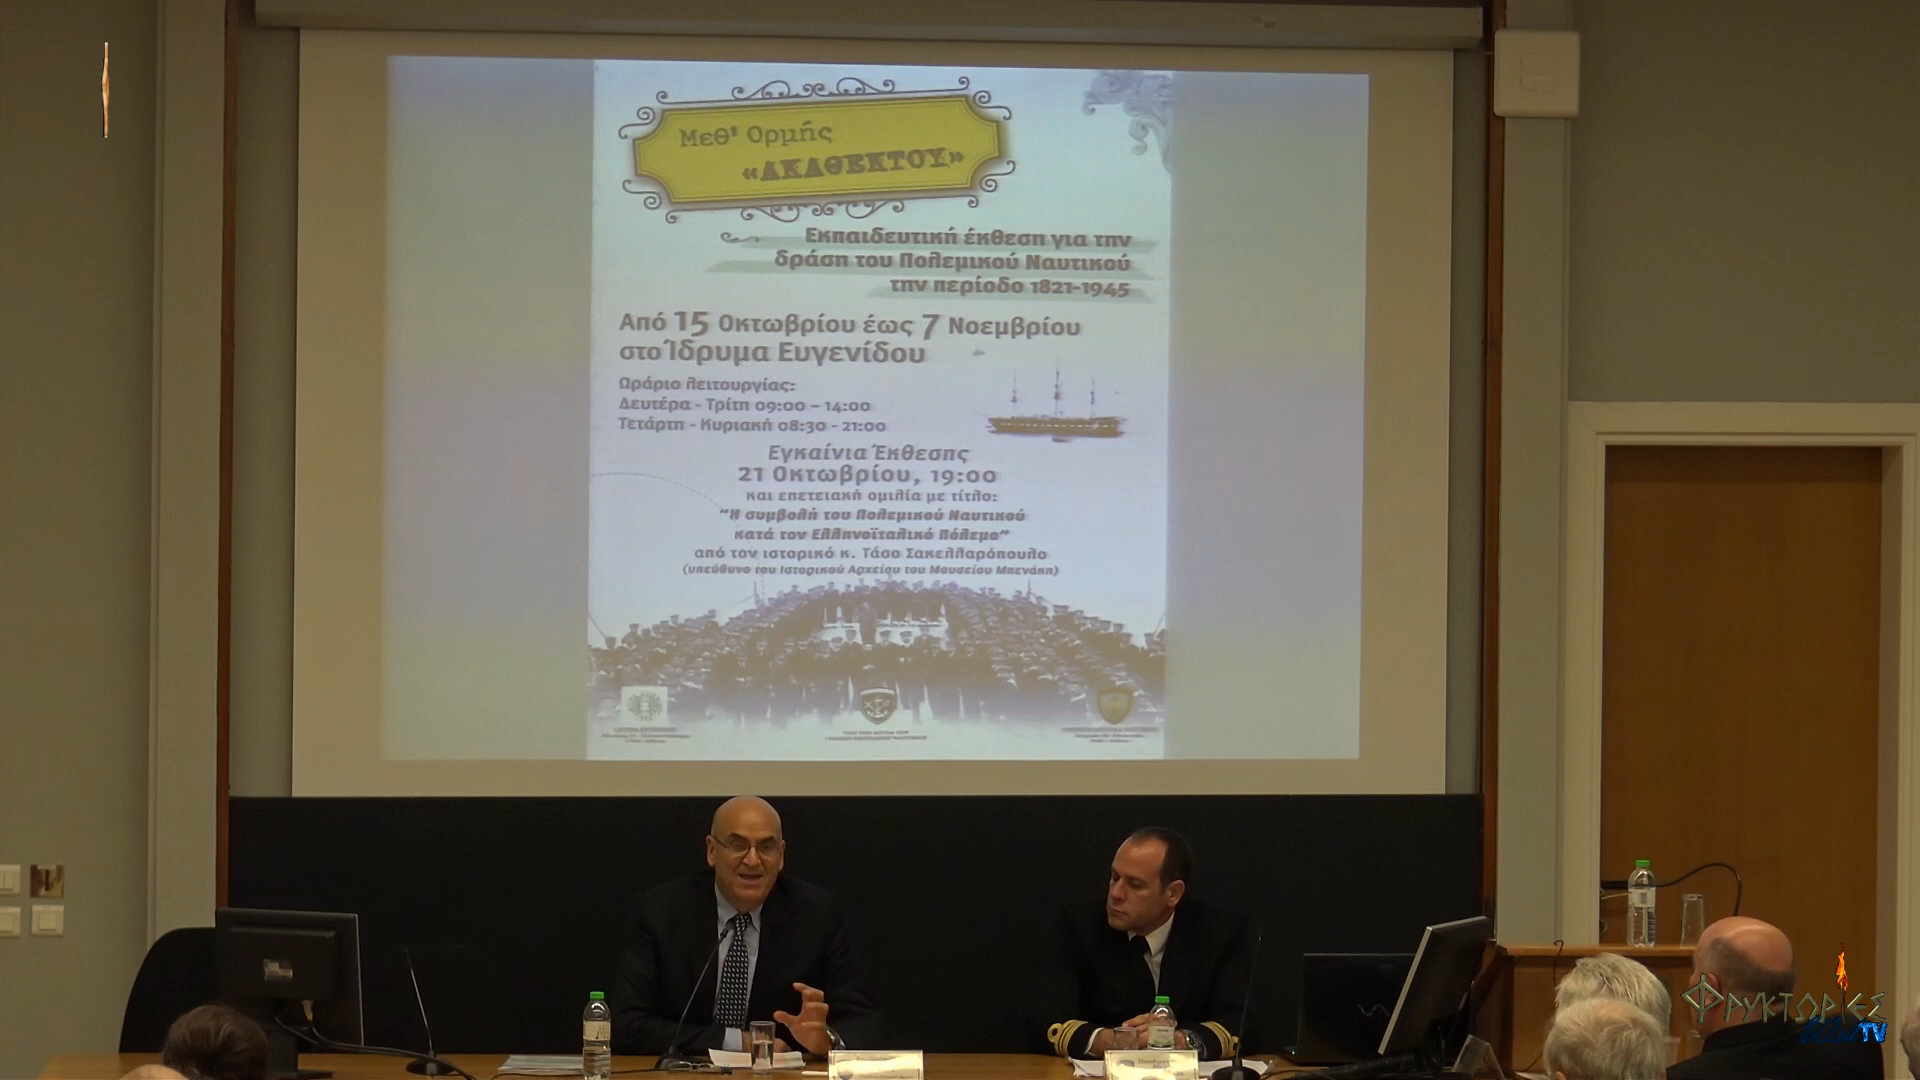 Μεθ' Ορμής
«ΑΚΑΘΕΚΤΟΥ»
Εκπαιδευτική έκθεση για την
δράση του Πολεμικού Ναυτικού
την περίοδο 1821-1945
Από 15 Οκτωβρίου έως 7 Νοεμβρίου
στο Ίδρυμα Ευγενίδου
Ωράριο λειτουργίας:
Δευτέρα - Τρίτη 09:00 – 14:00
Τετάρτη - Κυριακή 08:30 - 21:00
Εγκαίνια Έκθεσης
21 Οκτωβρίου, 19:00
και επετειακή ομιλία με τίτλο:
"Η συμβολή του Πολεμικού Ναυτικού
κατά τον Ελληνοϊταλικό Πόλεμο"
από τον ιστορικό κ. Τάσο Σακελλαρόπουλο
(υπεύθυνο του Ιστορικού Αρχείου του Μουσείου Μπενάκη)
ΦΡΥΚΤΩΡΙΕΣ
TV